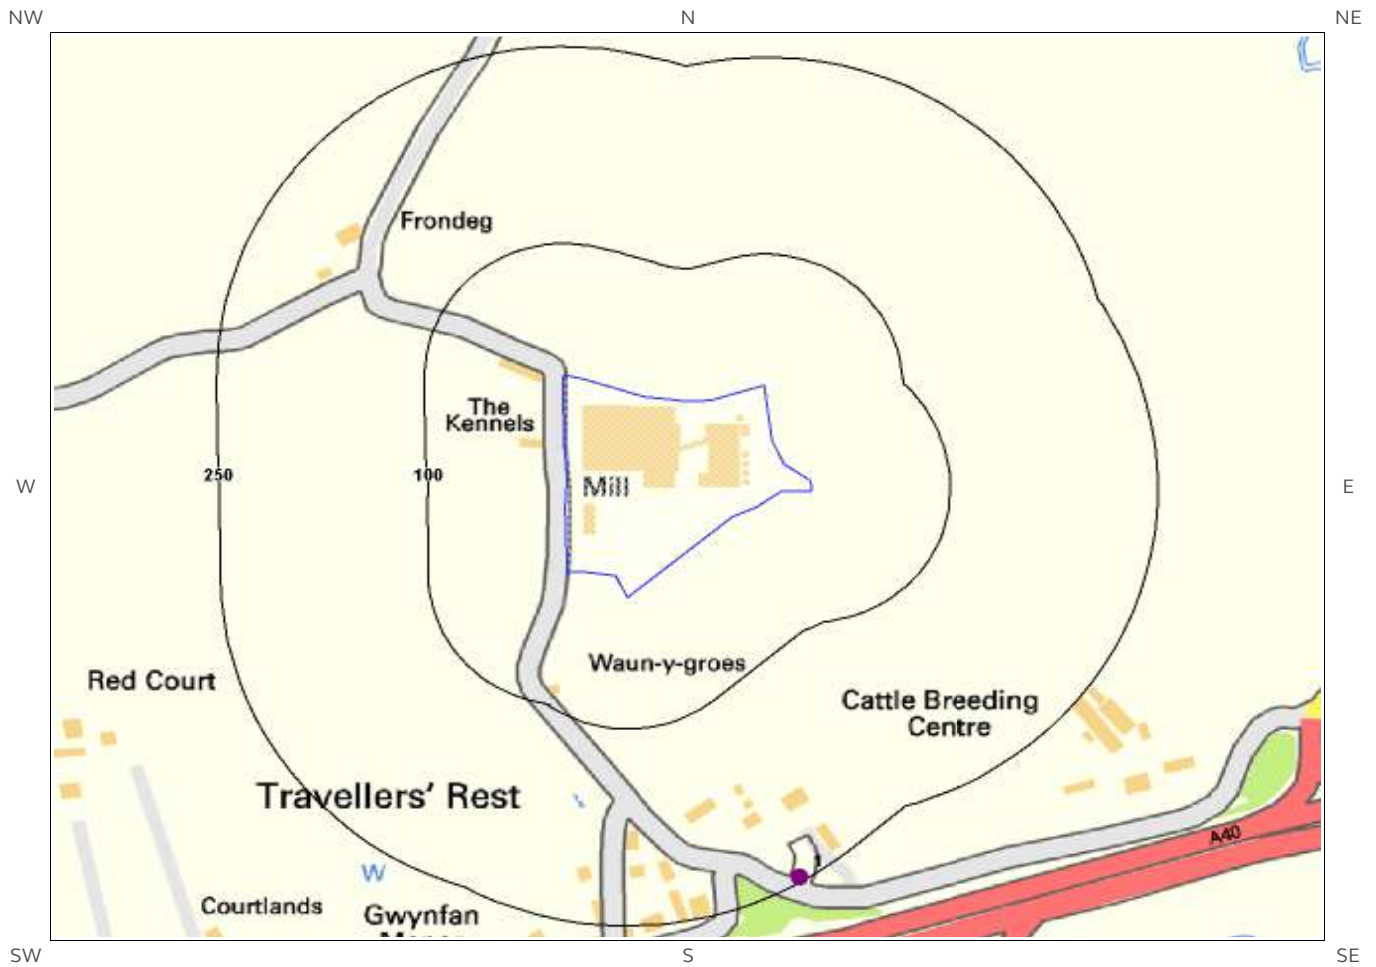 NW
N
NE
Frondeg
The
Kennels
W
250
100
Mill
E
Waun-y-groes
Red Court
Cattle Breeding
Centre
Travellers' Rest
A40
1
W
Courtlands
Gwynfan
SW
S
SE